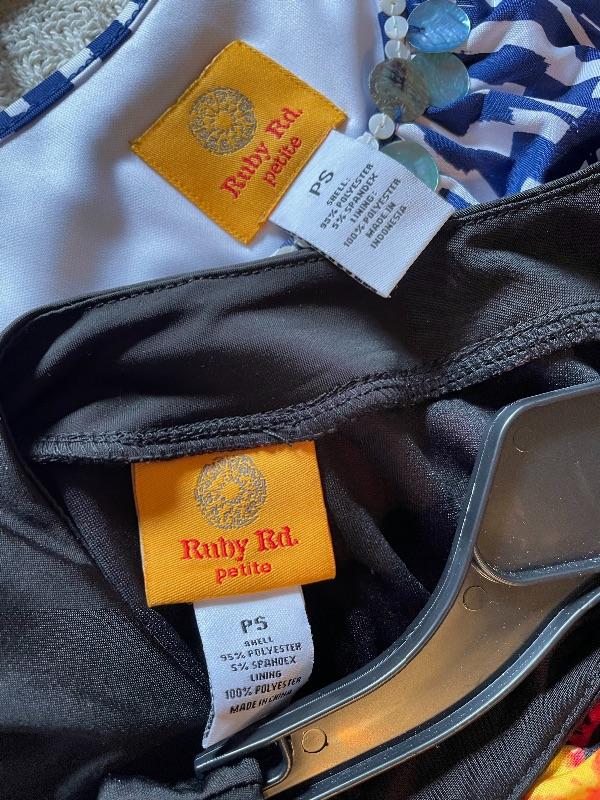 Ruby Rd.
petite
PS
SHELL:
95% POLYESTER
5% SPANDEX
LINING:
100% POLYESTER
MADE IN
INDONESIA
Ruby Rd.
petite
PS
SHELL
95% POLYESTER
5% SPANDEX
LINING
100% POLYESTER
MADE IN CHINA